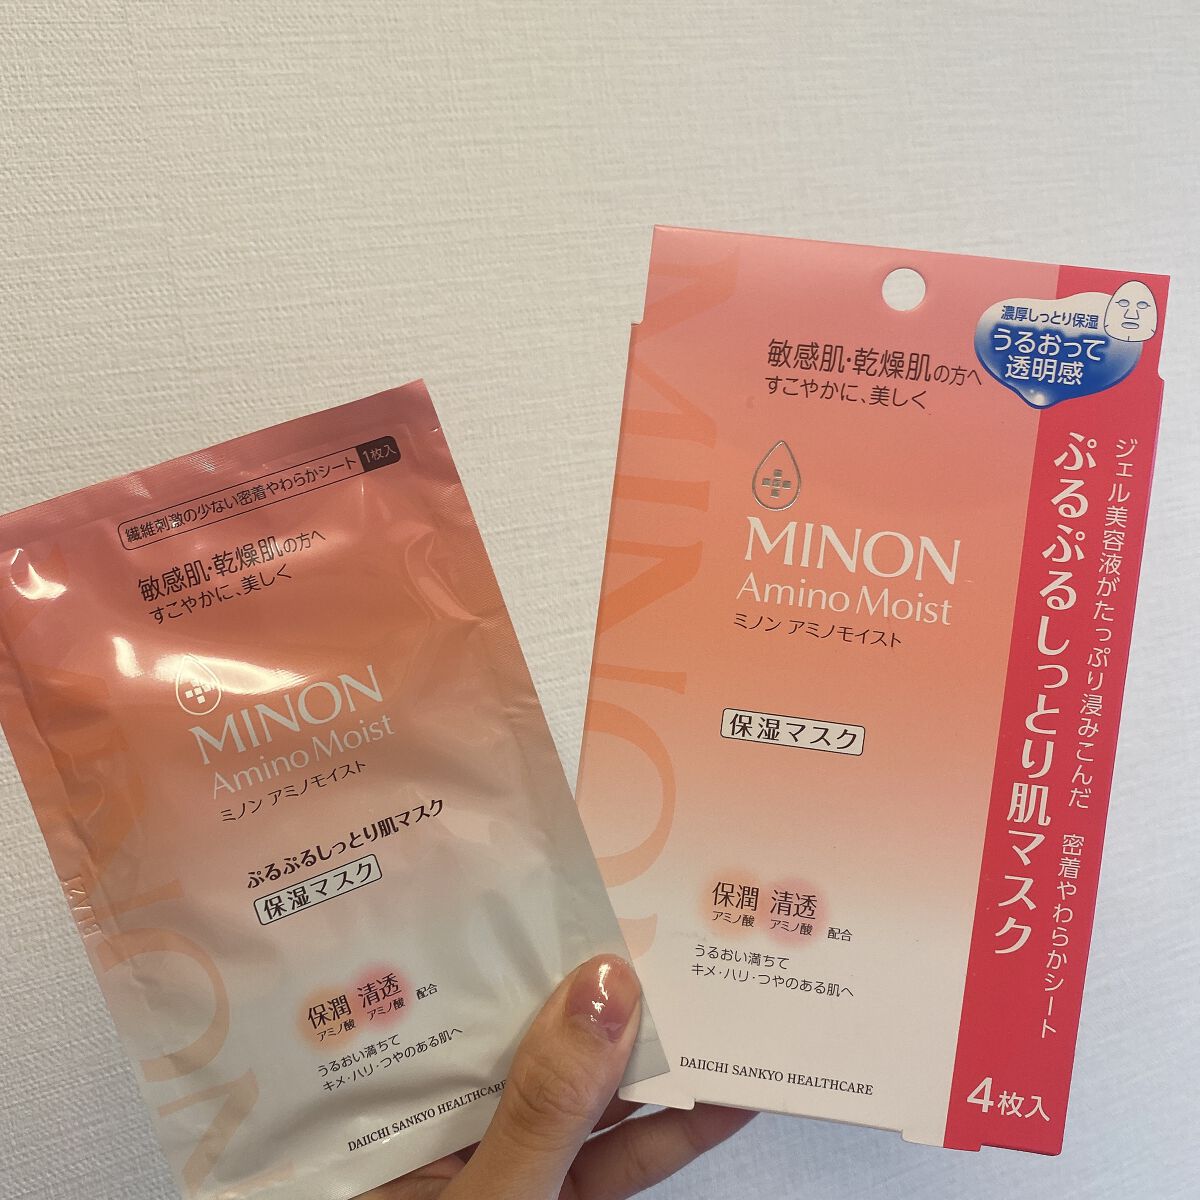 繊維刺激の少ない密着やわらかシート 1枚入
敏感肌・乾燥肌の方へ
すこやかに、美しく
MINON
Amino Moist
ミノン アミノモイスト
ぷるぷるしっとり肌マスク
保湿マスク
保潤 清透
アミノ酸 アミノ酸 配合
うるおい満ちて
キメ・ハリ・つやのある肌へ
DAIICHI SANKYO HEALTHCARE
MINON
敏感肌・乾燥肌の方へ
すこやかに、美しく
MINON
Amino Moist
ミノン アミノモイスト
保湿マスク
保潤 清透
アミノ酸 アミノ酸 配合
うるおい満ちて
キメ・ハリ・つやのある肌へ
DAIICHI SANKYO HEALTHCARE
MINON
濃厚しっとり保湿
うるおって
透明感
ジェル美容液がたっぷり浸みこんだ 密着やわらかシート
ぷるぷるしっとり肌マスク
4枚入